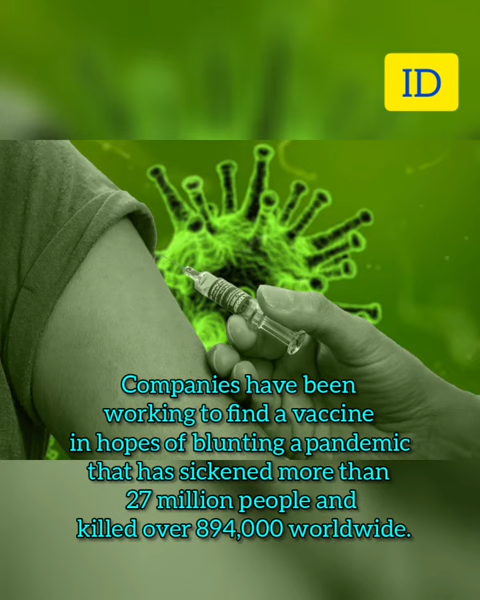 ID
Companies have been
working to find a vaccine
in hopes of blunting a pandemic
that has sickened more than
27 million people and
killed over 894,000 worldwide.